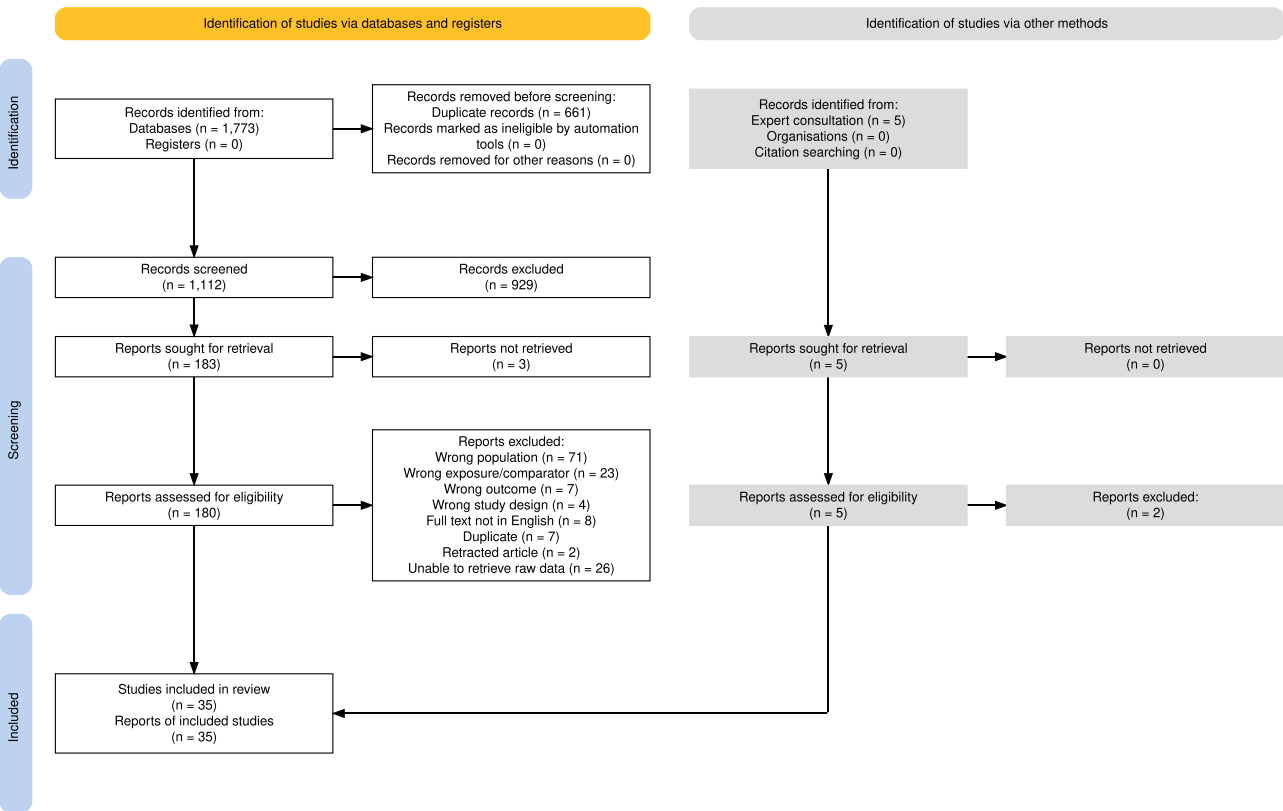 Identification of studies via databases and registers
Identification of studies via other methods
Identification
Records identified from:
Databases (n = 1,773)
Registers (n = 0)
Records removed before screening:
Duplicate records (n = 661)
Records marked as ineligible by automation
tools (n = 0)
Records removed for other reasons (n = 0)
Records identified from:
Expert consultation (n = 5)
Organisations (n = 0)
Citation searching (n = 0)
Screening
Records screened
(n = 1,112)
Records excluded
(n = 929)
Reports sought for retrieval
(n = 183)
Reports not retrieved
(n = 3)
Reports sought for retrieval
(n = 5)
Reports not retrieved
(n = 0)
Reports assessed for eligibility
(n = 180)
Reports excluded:
Wrong population (n = 71)
Wrong exposure/comparator (n = 23)
Wrong outcome (n = 7)
Wrong study design (n = 4)
Full text not in English (n = 8)
Duplicate (n = 7)
Retracted article (n = 2)
Unable to retrieve raw data (n = 26)
Reports assessed for eligibility
(n = 5)
Reports excluded:
(n = 2)
Included
Studies included in review
(n = 35)
Reports of included studies
(n = 35)